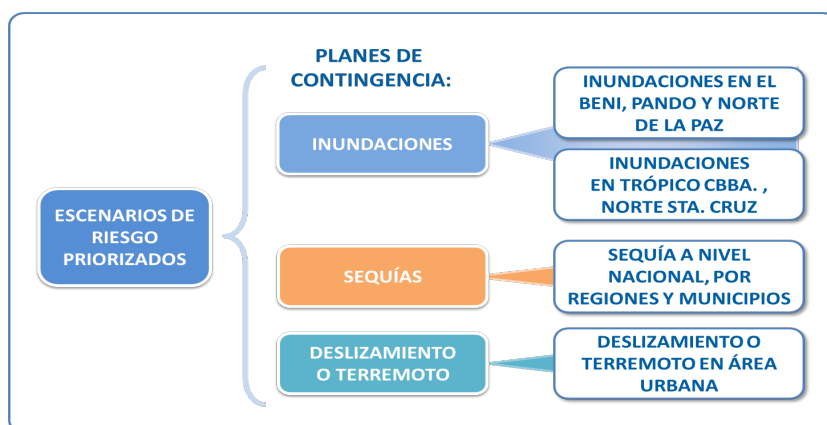 PLANES DE
CONTINGENCIA:
ESCENARIOS DE
RIESGO
PRIORIZADOS
INUNDACIONES
INUNDACIONES EN EL
BENI, PANDO Y NORTE
DE LA PAZ
INUNDACIONES
EN TRÓPICO CBBA. ,
NORTE STA. CRUZ
SEQUÍAS
SEQUÍA A NIVEL
NACIONAL, POR
REGIONES Y MUNICIPIOS
DESLIZAMIENTO
O TERREMOTO
DESLIZAMIENTO O
TERREMOTO EN ÁREA
URBANA